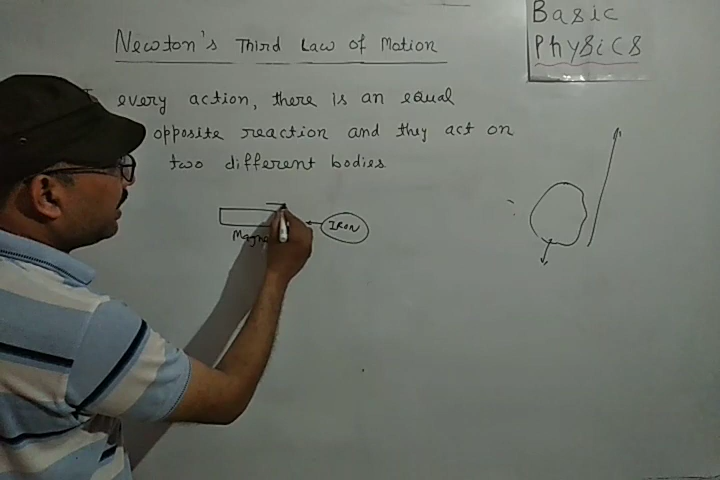 Newton's Third Law of Motion
Basic
Physics
every action, there is an equal
opposite reaction and they act on
two different bodies
IRON